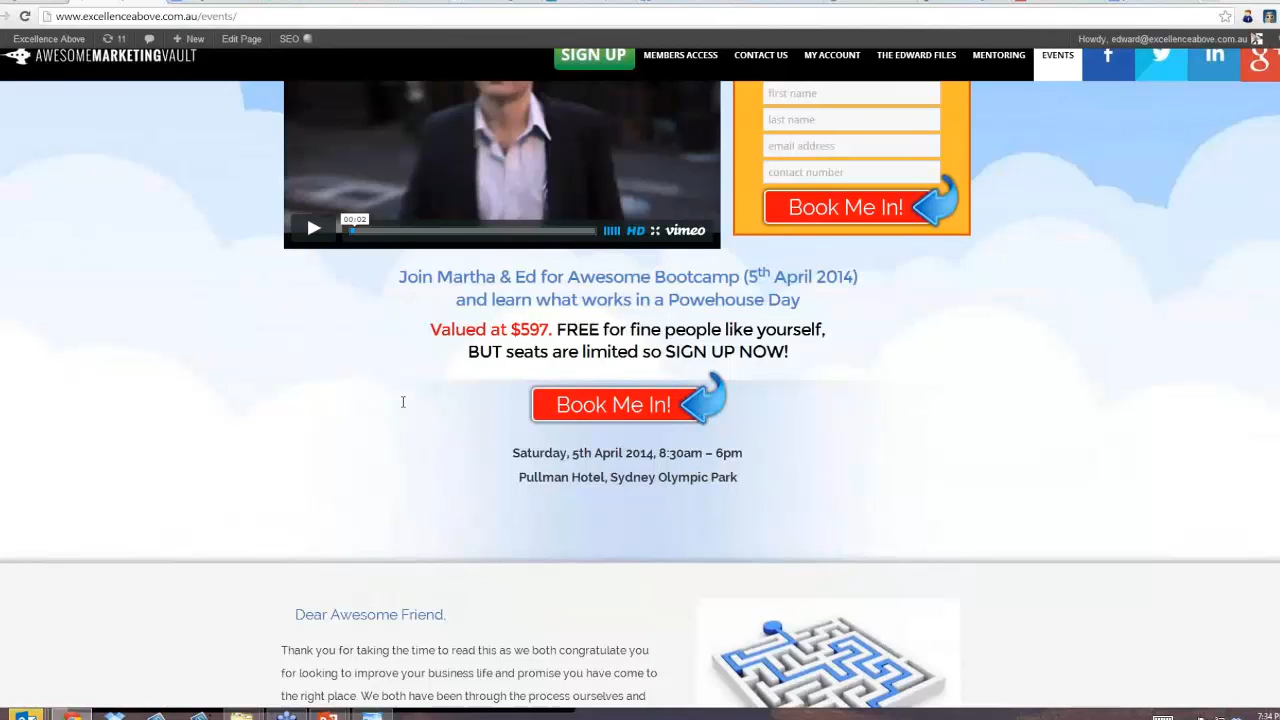 www.excellenceabove.com.au/events/
Excellence Above 11 New Edit Page SEO Howdy, edward@excellenceabove.com.au
AWESOMEMARKETINGVAULT SIGN UP MEMBERS ACCESS CONTACT US MY ACCOUNT THE EDWARD FILES MENTORING EVENTS
first name
last name
email address
contact number
Book Me In!
00:02
HD vimeo
Join Martha & Ed for Awesome Bootcamp (5th April 2014)
and learn what works in a Powehouse Day
Valued at $597. FREE for fine people like yourself,
BUT seats are limited so SIGN UP NOW!
Book Me In!
Saturday, 5th April 2014, 8:30am – 6pm
Pullman Hotel, Sydney Olympic Park
Dear Awesome Friend,
Thank you for taking the time to read this as we both congratulate you
for looking to improve your business life and promise you have come to
the right place. We both have been through the process ourselves and